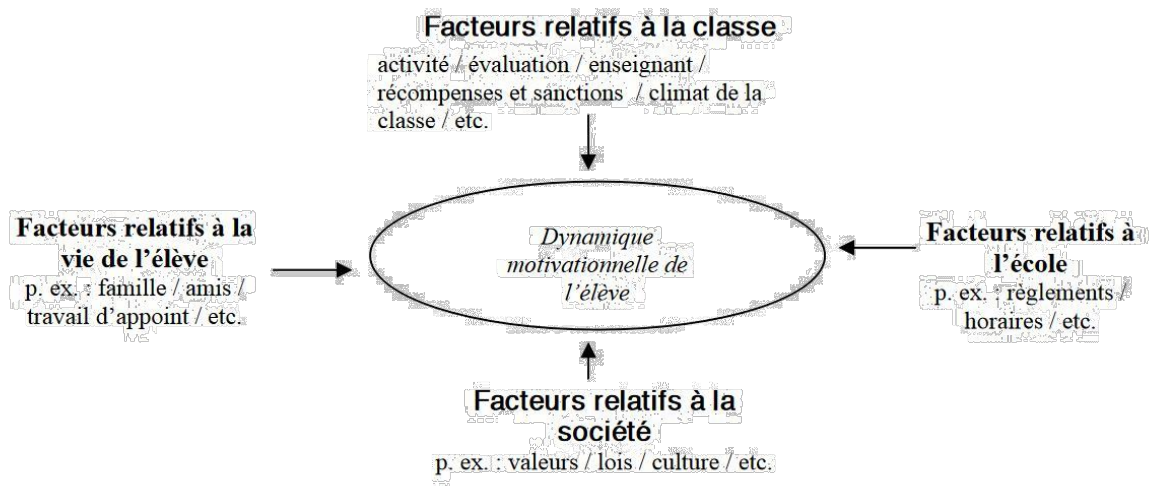 Facteurs relatifs à la classe
activité / évaluation / enseignant /
récompenses et sanctions / climat de la
classe / etc.
Facteurs relatifs à la
vie de l'élève
p. ex. : famille / amis /
travail d'appoint / etc.
Dynamique
motivationnelle de
l'élève
Facteurs relatifs à
l'école
p. ex. : règlements /
horaires / etc.
Facteurs relatifs à la
société
p. ex. : valeurs / lois / culture / etc.